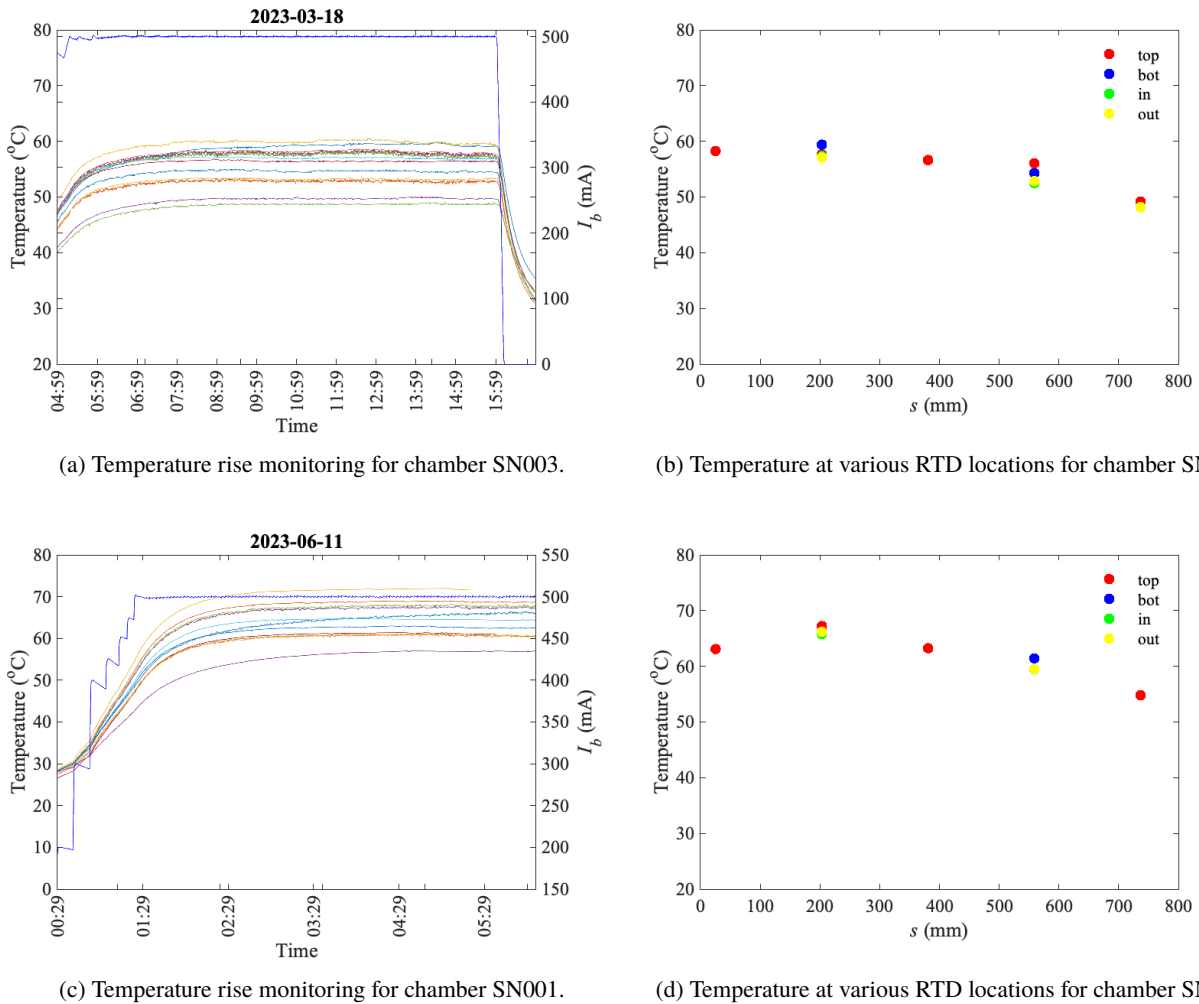 2023-03-18
80
70
60
50
40
30
20
Temperature (°C)
500
400
300
200
100
0
I_b (mA)
04:59
05:59
06:59
07:59
08:59
09:59
10:59
11:59
12:59
13:59
14:59
15:59
Time
(a) Temperature rise monitoring for chamber SN003.
80
70
60
50
40
30
20
Temperature (°C)
top
bot
in
out
0 100 200 300 400 500 600 700 800
s (mm)
(b) Temperature at various RTD locations for chamber SN
2023-06-11
80
70
60
50
40
30
20
10
0
Temperature (°C)
550
500
450
400
350
300
250
200
150
I_b (mA)
00:29
01:29
02:29
03:29
04:29
05:29
Time
(c) Temperature rise monitoring for chamber SN001.
80
70
60
50
40
30
20
Temperature (°C)
top
bot
in
out
0 100 200 300 400 500 600 700 800
s (mm)
(d) Temperature at various RTD locations for chamber SN